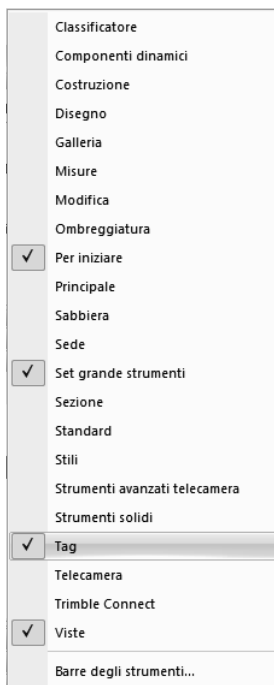 Classificatore
Componenti dinamici
Costruzione
Disegno
Galleria
Misure
Modifica
Ombreggiatura
Per iniziare
Principale
Sabbiera
Sede
Set grande strumenti
Sezione
Standard
Stili
Strumenti avanzati telecamera
Strumenti solidi
Tag
Telecamera
Trimble Connect
Viste
Barre degli strumenti...